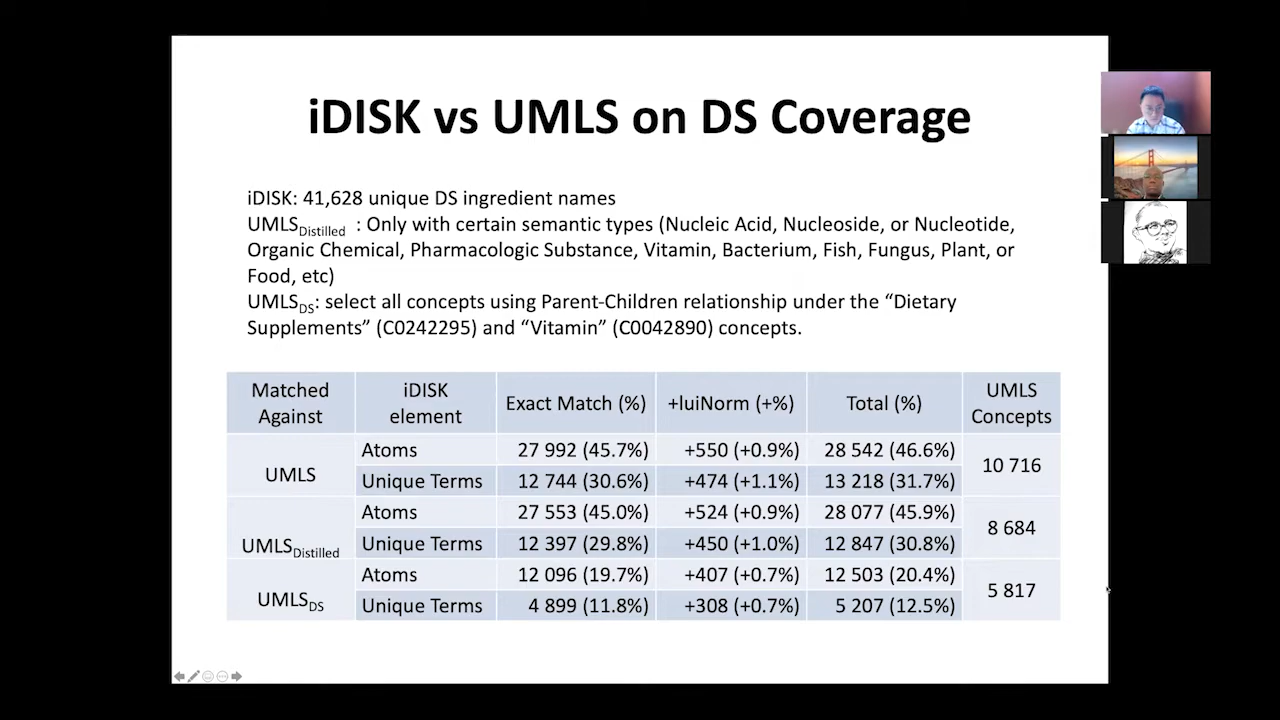 iDISK vs UMLS on DS Coverage
iDISK: 41,628 unique DS ingredient names
UMLSDistilled : Only with certain semantic types (Nucleic Acid, Nucleoside, or Nucleotide,
Organic Chemical, Pharmacologic Substance, Vitamin, Bacterium, Fish, Fungus, Plant, or
Food, etc)
UMLSDS: select all concepts using Parent-Children relationship under the “Dietary
Supplements” (C0242295) and “Vitamin” (C0042890) concepts.
Matched Against iDISK element Exact Match (%) +luiNorm (+%) Total (%) UMLS Concepts
UMLS Atoms 27 992 (45.7%) +550 (+0.9%) 28 542 (46.6%) 10 716
Unique Terms 12 744 (30.6%) +474 (+1.1%) 13 218 (31.7%)
UMLSDistilled Atoms 27 553 (45.0%) +524 (+0.9%) 28 077 (45.9%) 8 684
Unique Terms 12 397 (29.8%) +450 (+1.0%) 12 847 (30.8%)
UMLSDS Atoms 12 096 (19.7%) +407 (+0.7%) 12 503 (20.4%) 5 817
Unique Terms 4 899 (11.8%) +308 (+0.7%) 5 207 (12.5%)